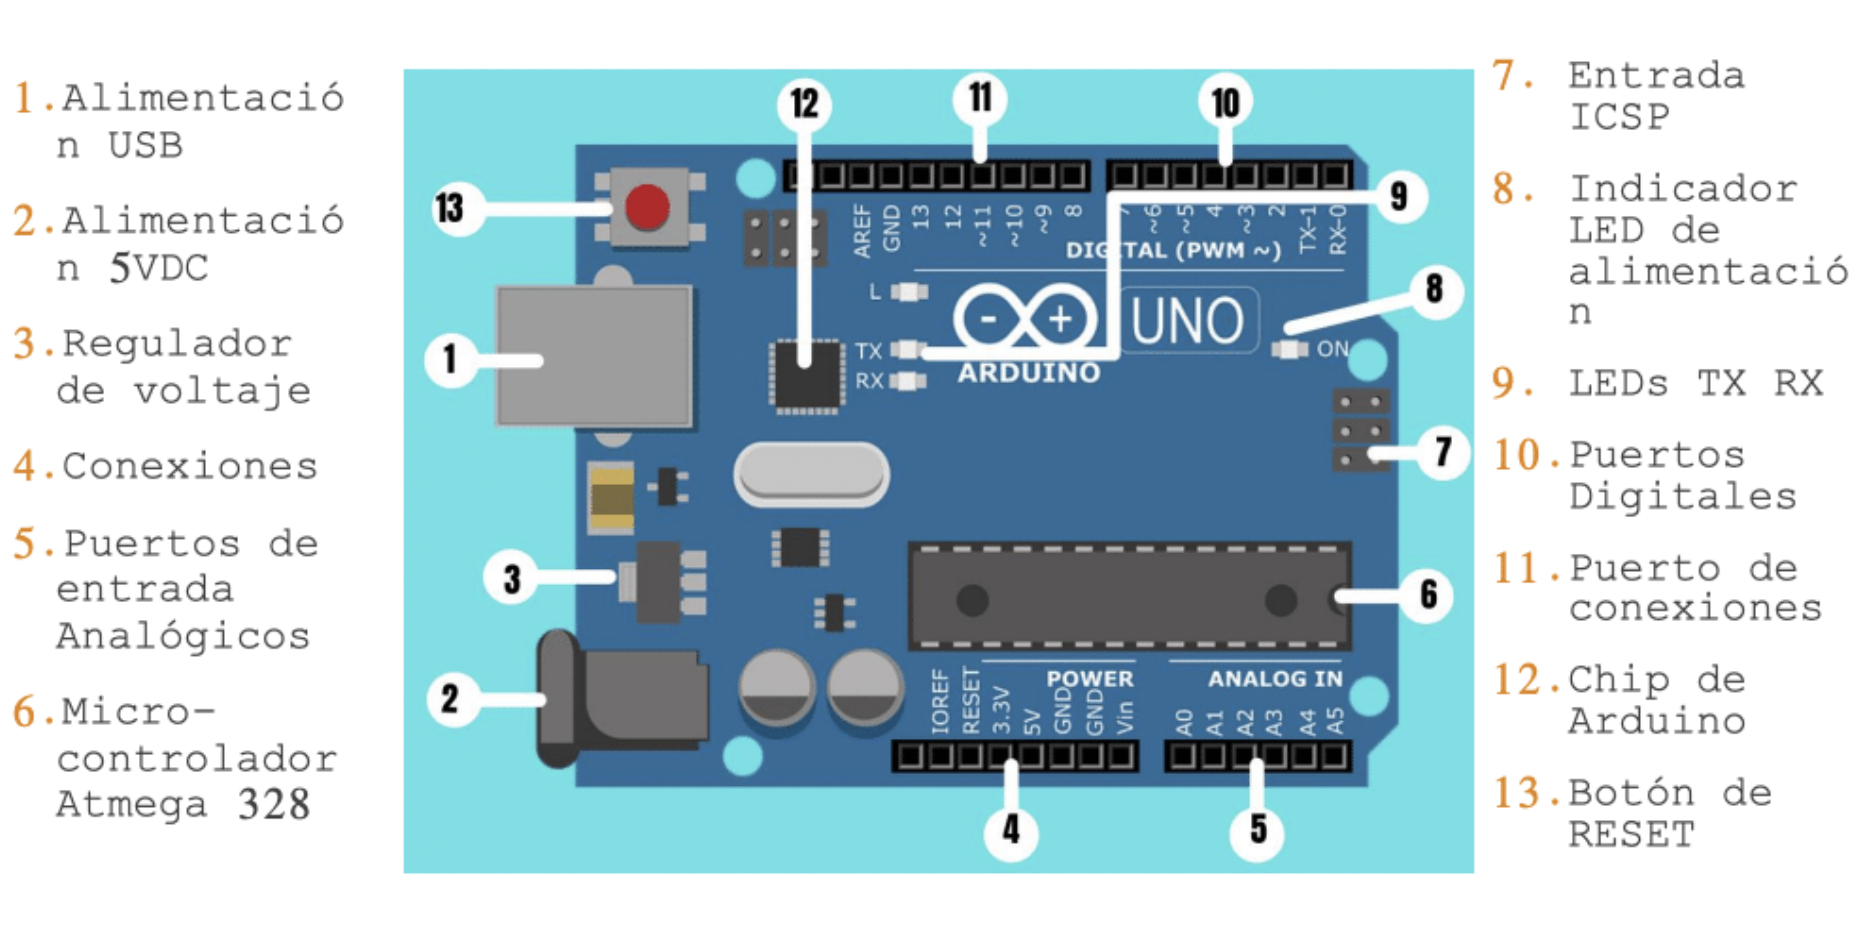 1.Alimentació
n USB
2.Alimentació
n 5VDC
3.Regulador
de voltaje
4.Conexiones
5.Puertos de
entrada
Analógicos
6.Micro-
controlador
Atmega 328
12
11
10
13
9
AREF
GND
13
12
~11
~10
~9
8
7
~6
~5
4
~3
2
TX-1
RX-0
DIGITAL (PWM ~)
L
8
- +
UNO
1
TX
ON
RX
ARDUINO
7
3
6
2
POWER
ANALOG IN
IOREF
RESET
3.3V
5V
GND
GND
Vin
A0
A1
A2
A3
A4
A5
4
5
7. Entrada
ICSP
8. Indicador
LED de
alimentació
n
9. LEDs TX RX
10.Puertos
Digitales
11.Puerto de
conexiones
12.Chip de
Arduino
13.Botón de
RESET